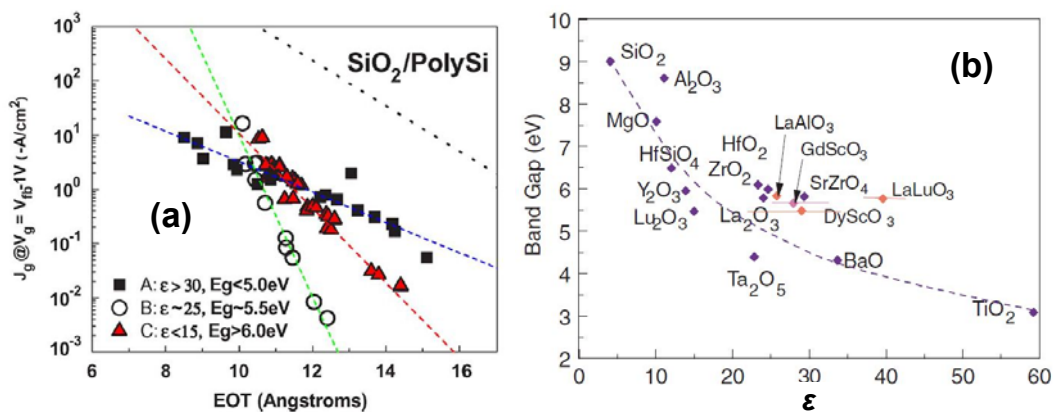 10³
10²
10¹
10⁰
10⁻¹
10⁻²
10⁻³
J_g @V_g = V_fb-1V (-A/cm²)
SiO₂/PolySi
(a)
A: ε>30, Eg<5.0eV
B: ε~25, Eg~5.5eV
C: ε<15, Eg>6.0eV
6 8 10 12 14 16
EOT (Angstroms)
10
9
8
7
6
5
4
3
2
Band Gap (eV)
(b)
SiO₂
Al₂O₃
MgO
LaAlO₃
HfO₂
GdScO₃
HfSiO₄
ZrO₂
SrZrO₄
LaLuO₃
Y₂O₃
Lu₂O₃
La₂O₃
DyScO₃
BaO
Ta₂O₅
TiO₂
0 10 20 30 40 50 60
ε